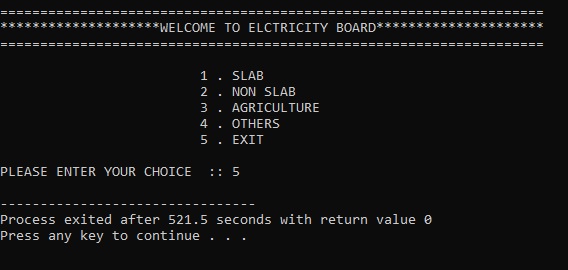 ====================================================================
********************WELCOME TO ELCTRICITY BOARD*********************
====================================================================
1 . SLAB
2 . NON SLAB
3 . AGRICULTURE
4 . OTHERS
5 . EXIT
PLEASE ENTER YOUR CHOICE :: 5
--------------------------------
Process exited after 521.5 seconds with return value 0
Press any key to continue . . .